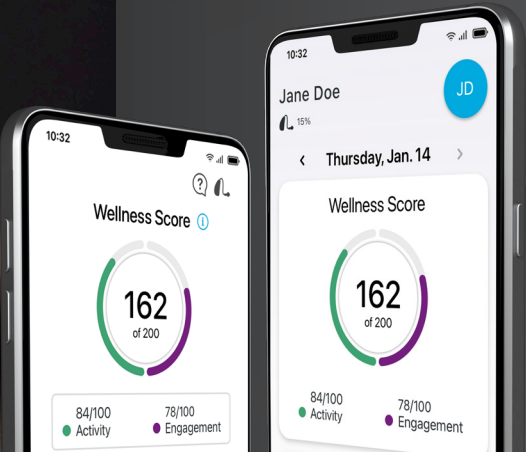 10:32
Wellness Score
162
of 200
84/100
Activity
78/100
Engagement
10:32
Jane Doe
JD
15%
Thursday, Jan. 14
Wellness Score
162
of 200
84/100
Activity
78/100
Engagement